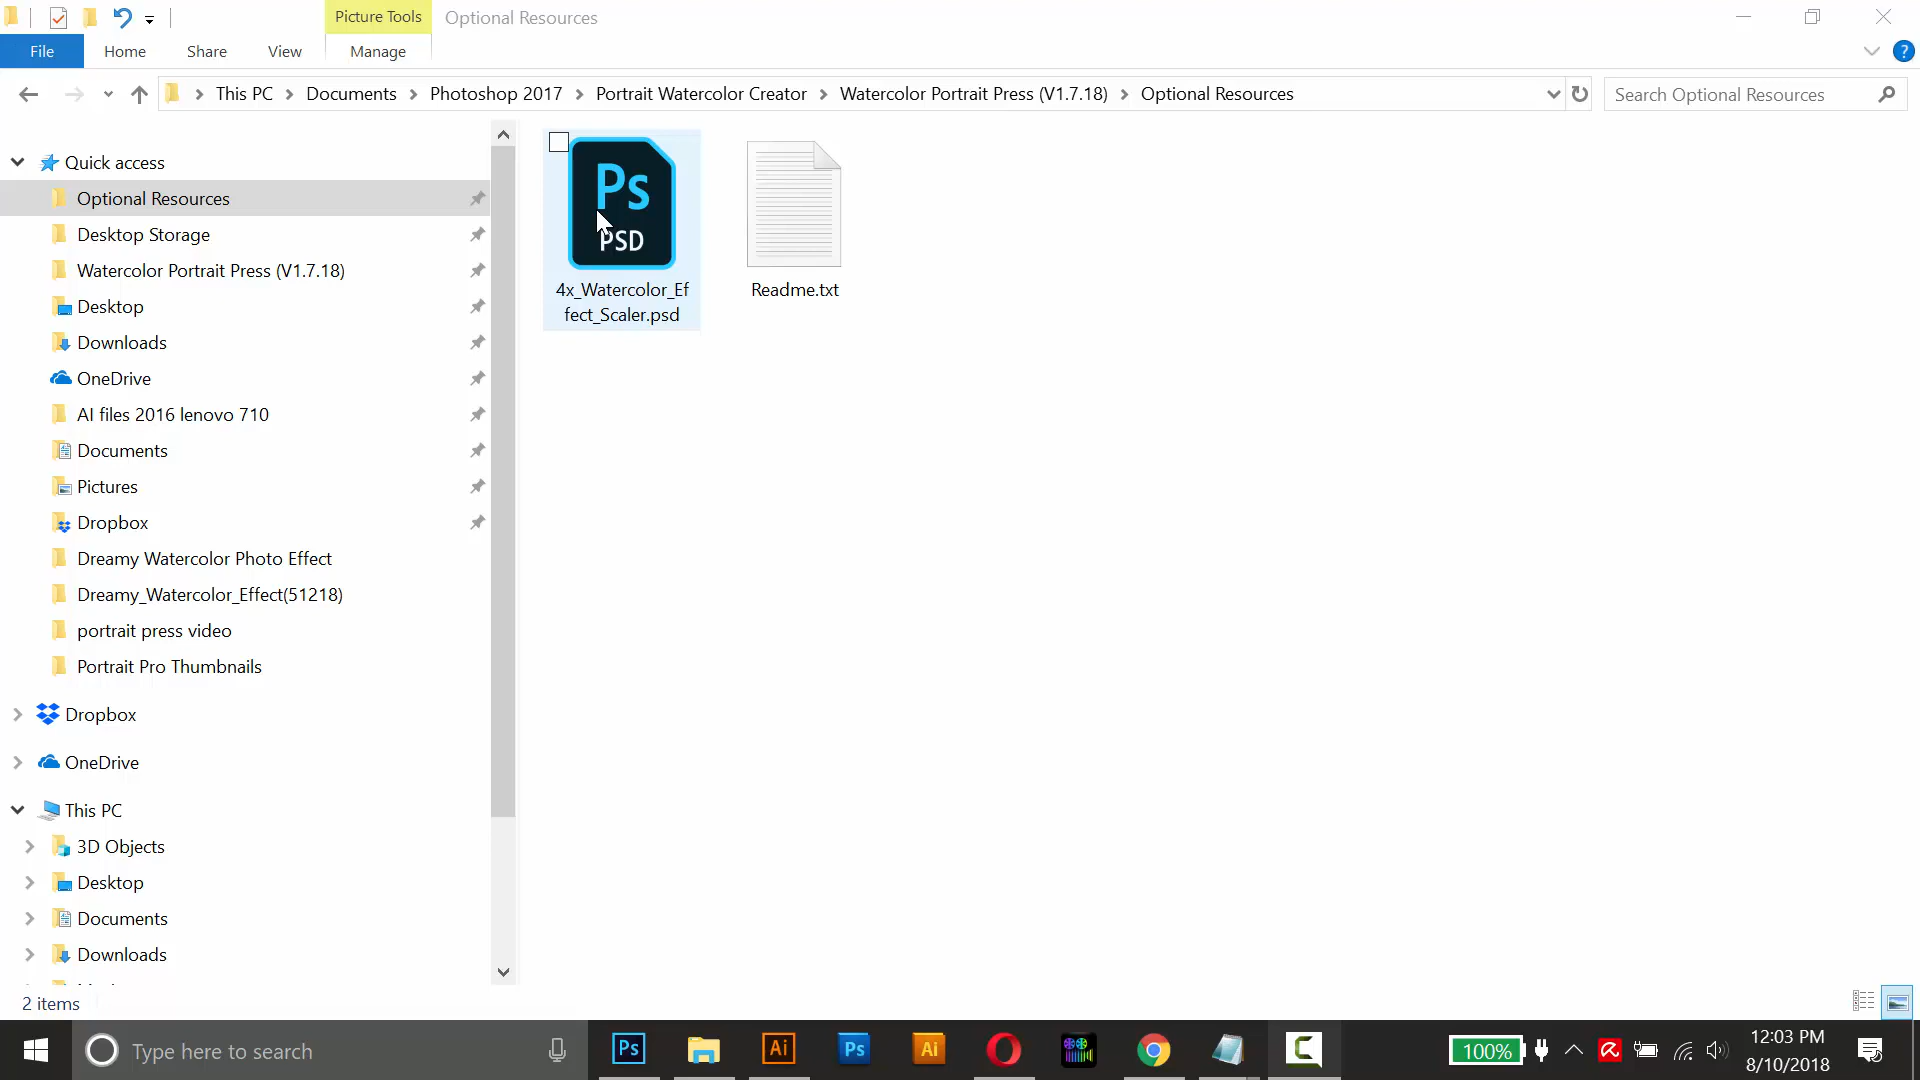 Picture Tools
Optional Resources
File
Home
Share
View
Manage
?
This PC
Documents
Photoshop 2017
Portrait Watercolor Creator
Watercolor Portrait Press (V1.7.18)
Optional Resources
Search Optional Resources
Quick access
Optional Resources
Desktop Storage
Watercolor Portrait Press (V1.7.18)
Desktop
Downloads
OneDrive
AI files 2016 lenovo 710
Documents
Pictures
Dropbox
Dreamy Watercolor Photo Effect
Dreamy_Watercolor_Effect(51218)
portrait press video
Portrait Pro Thumbnails
Dropbox
OneDrive
This PC
3D Objects
Desktop
Documents
Downloads
Ps
PSD
4x_Watercolor_Ef
fect_Scaler.psd
Readme.txt
2 items
Type here to search
Ps
Ai
Ps
Ai
100%
12:03 PM
8/10/2018